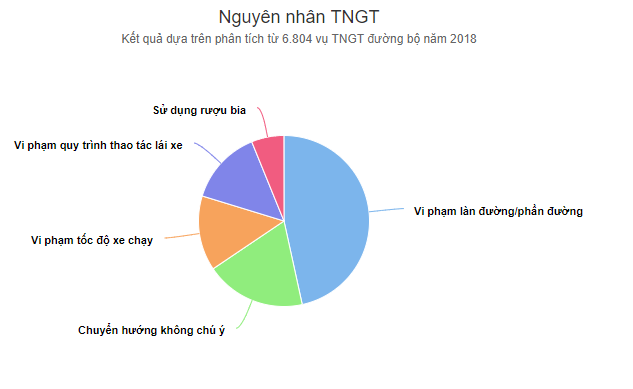 Nguyên nhân TNGT
Kết quả dựa trên phân tích từ 6.804 vụ TNGT đường bộ năm 2018
Sử dụng rượu bia
Vi phạm quy trình thao tác lái xe
Vi phạm làn đường/phần đường
Vi phạm tốc độ xe chạy
Chuyển hướng không chú ý